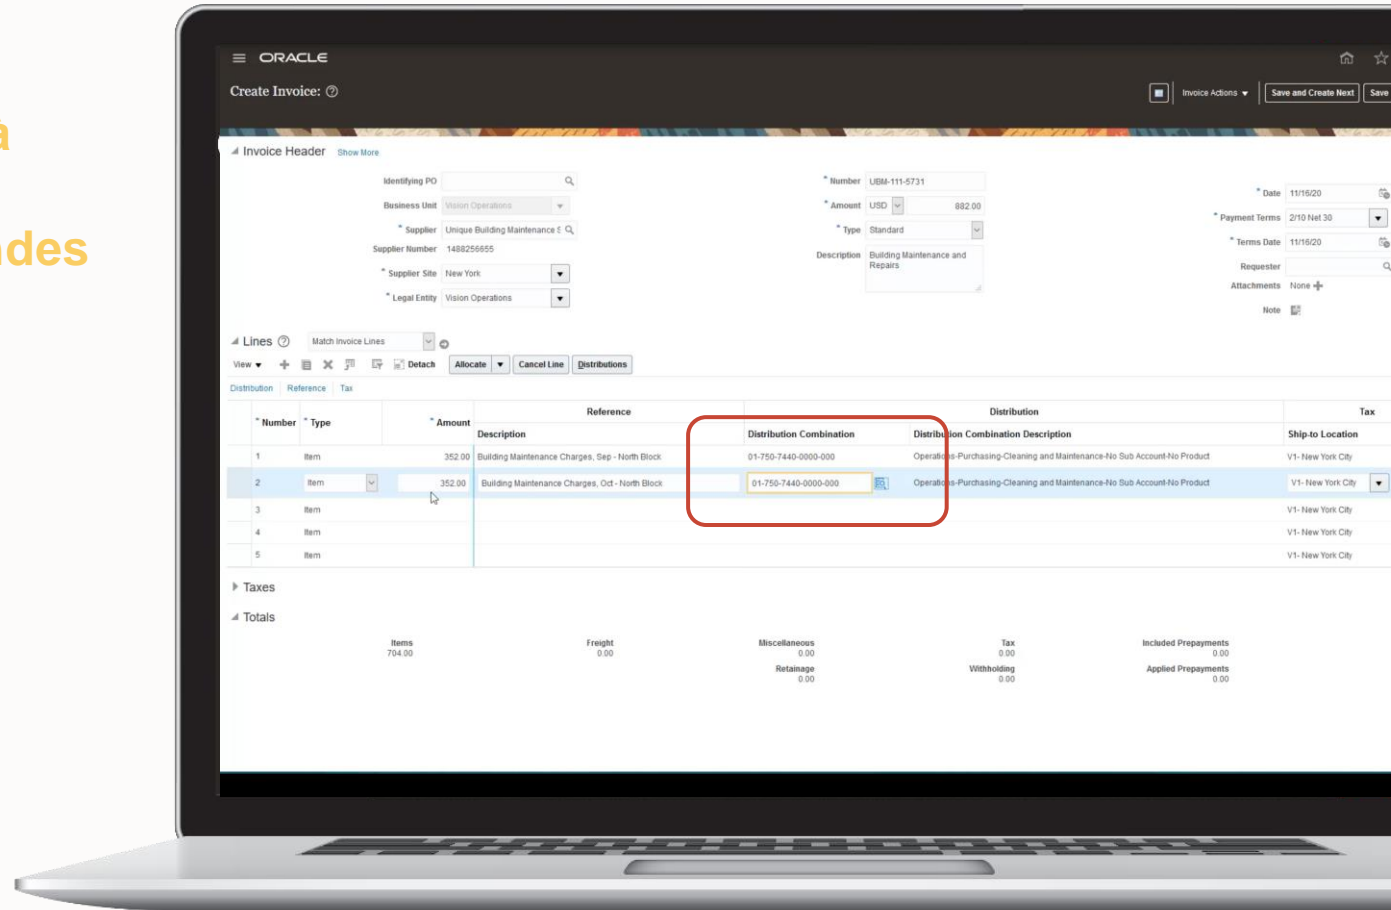 à
ORACLE
Create Invoice:
Invoice Actions
Save and Create Next
Save
Invoice Header
Show More
Identifying PO
Business Unit Vision Operations
* Supplier Unique Building Maintenance S
Supplier Number 1488256655
* Supplier Site New York
* Legal Entity Vision Operations
* Number UBM-111-5731
* Amount USD 882.00
* Type Standard
Description Building Maintenance and
Repairs
* Date 11/16/20
* Payment Terms 2/10 Net 30
* Terms Date 11/16/20
Requester
Attachments None
Note
Lines Match Invoice Lines
View Detach Allocate Cancel Line Distributions
Distribution Reference Tax
Reference Distribution Tax
* Number * Type * Amount Description Distribution Combination Distribution Combination Description Ship-to Location
1 Item 352.00 Building Maintenance Charges, Sep - North Block 01-750-7440-0000-000 Operations-Purchasing-Cleaning and Maintenance-No Sub Account-No Product V1- New York City
2 Item 352.00 Building Maintenance Charges, Oct - North Block 01-750-7440-0000-000 Operations-Purchasing-Cleaning and Maintenance-No Sub Account-No Product V1- New York City
3 Item V1- New York City
4 Item V1- New York City
5 Item V1- New York City
Taxes
Totals
Items Freight Miscellaneous Tax Included Prepayments
704.00 0.00 0.00 0.00 0.00
Retainage Withholding Applied Prepayments
0.00 0.00 0.00